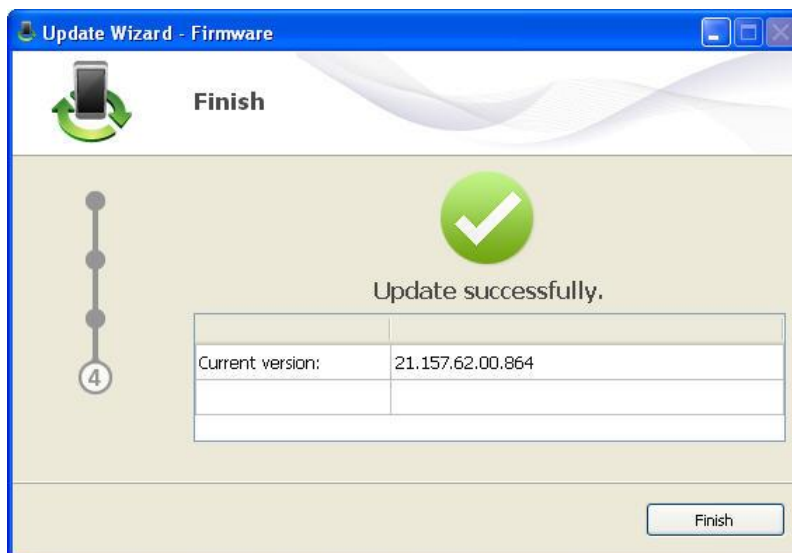 Update Wizard - Firmware
Finish
Update successfully.
Current version: 21.157.62.00.864
4
Finish